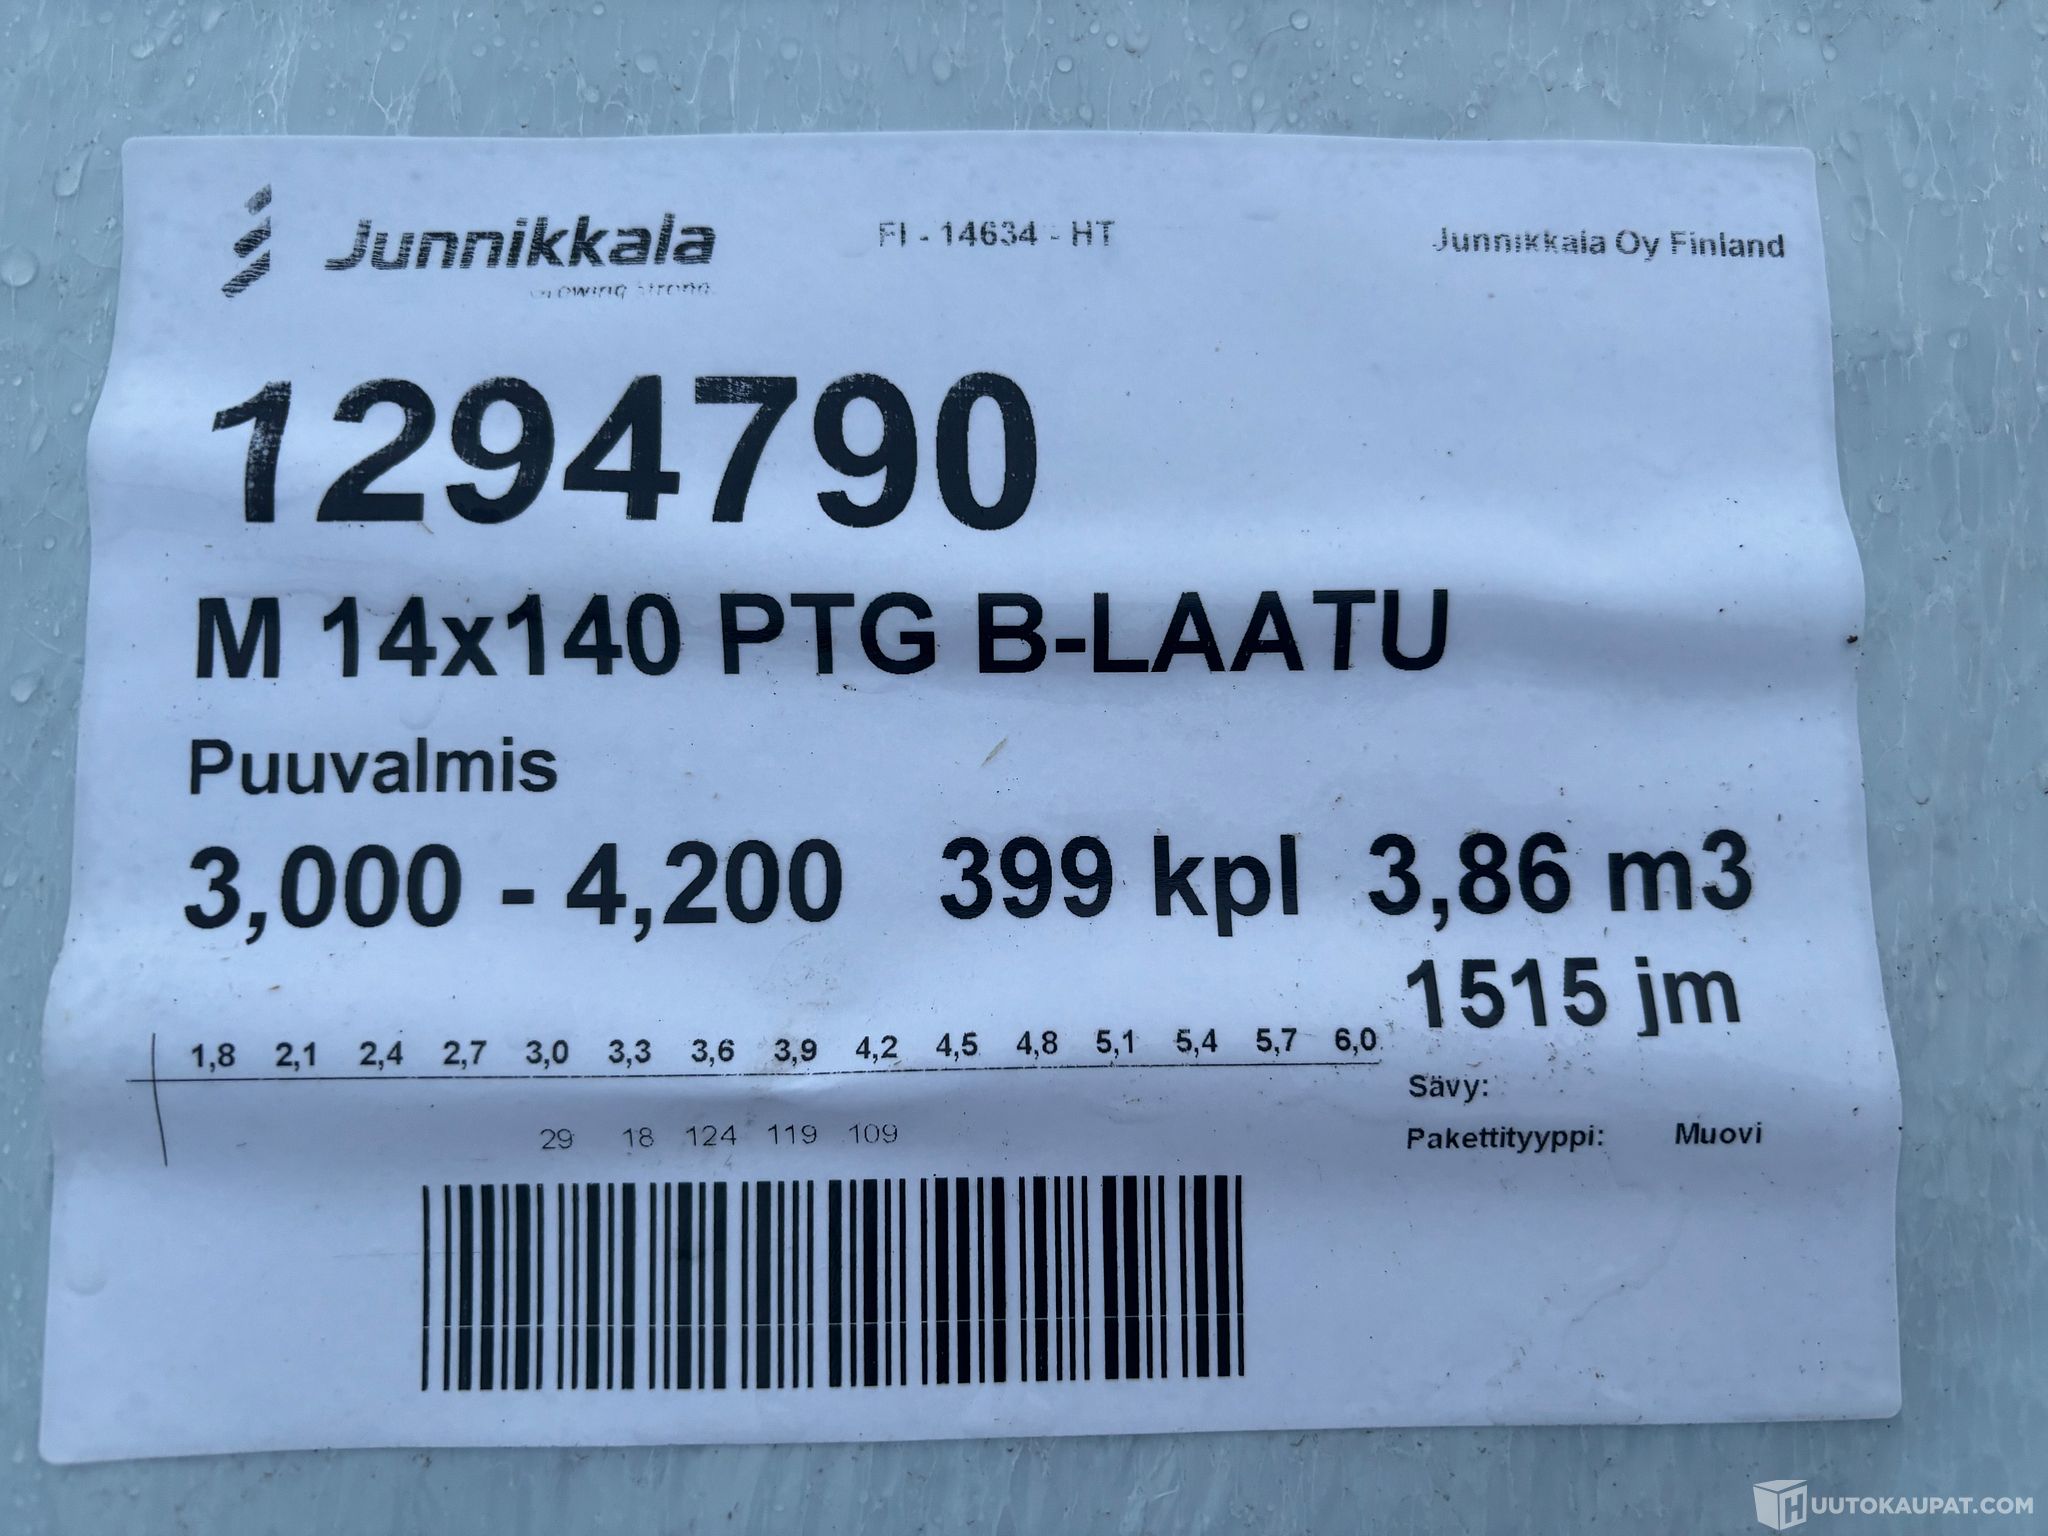 Junnikkala
Growing Strong.
FI - 14634 - HT
Junnikkala Oy Finland
1294790
M 14x140 PTG B-LAATU
Puuvalmis
3,000 - 4,200 399 kpl 3,86 m3
1515 jm
1,8 2,1 2,4 2,7 3,0 3,3 3,6 3,9 4,2 4,5 4,8 5,1 5,4 5,7 6,0
29 18 124 119 109
Sävy:
Pakettityyppi: Muovi
HUUTOKAUPAT.COM